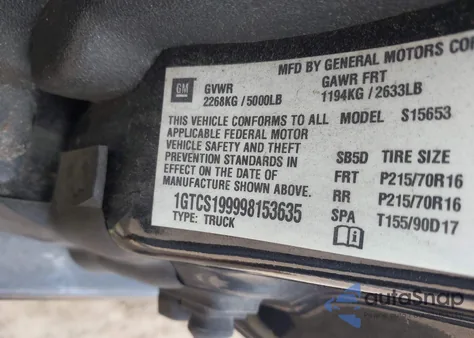 MFD BY GENERAL MOTORS CO
GM
GVWR GAWR FRT
2268KG / 5000LB 1194KG / 2633LB
THIS VEHICLE CONFORMS TO ALL MODEL S15653
APPLICABLE FEDERAL MOTOR
VEHICLE SAFETY AND THEFT
PREVENTION STANDARDS IN SB5D TIRE SIZE
EFFECT ON THE DATE OF FRT P215/70R16
MANUFACTURE SHOWN ABOVE. RR P215/70R16
1GTCS199998153635 SPA T155/90D17
TYPE: TRUCK
autoSnap